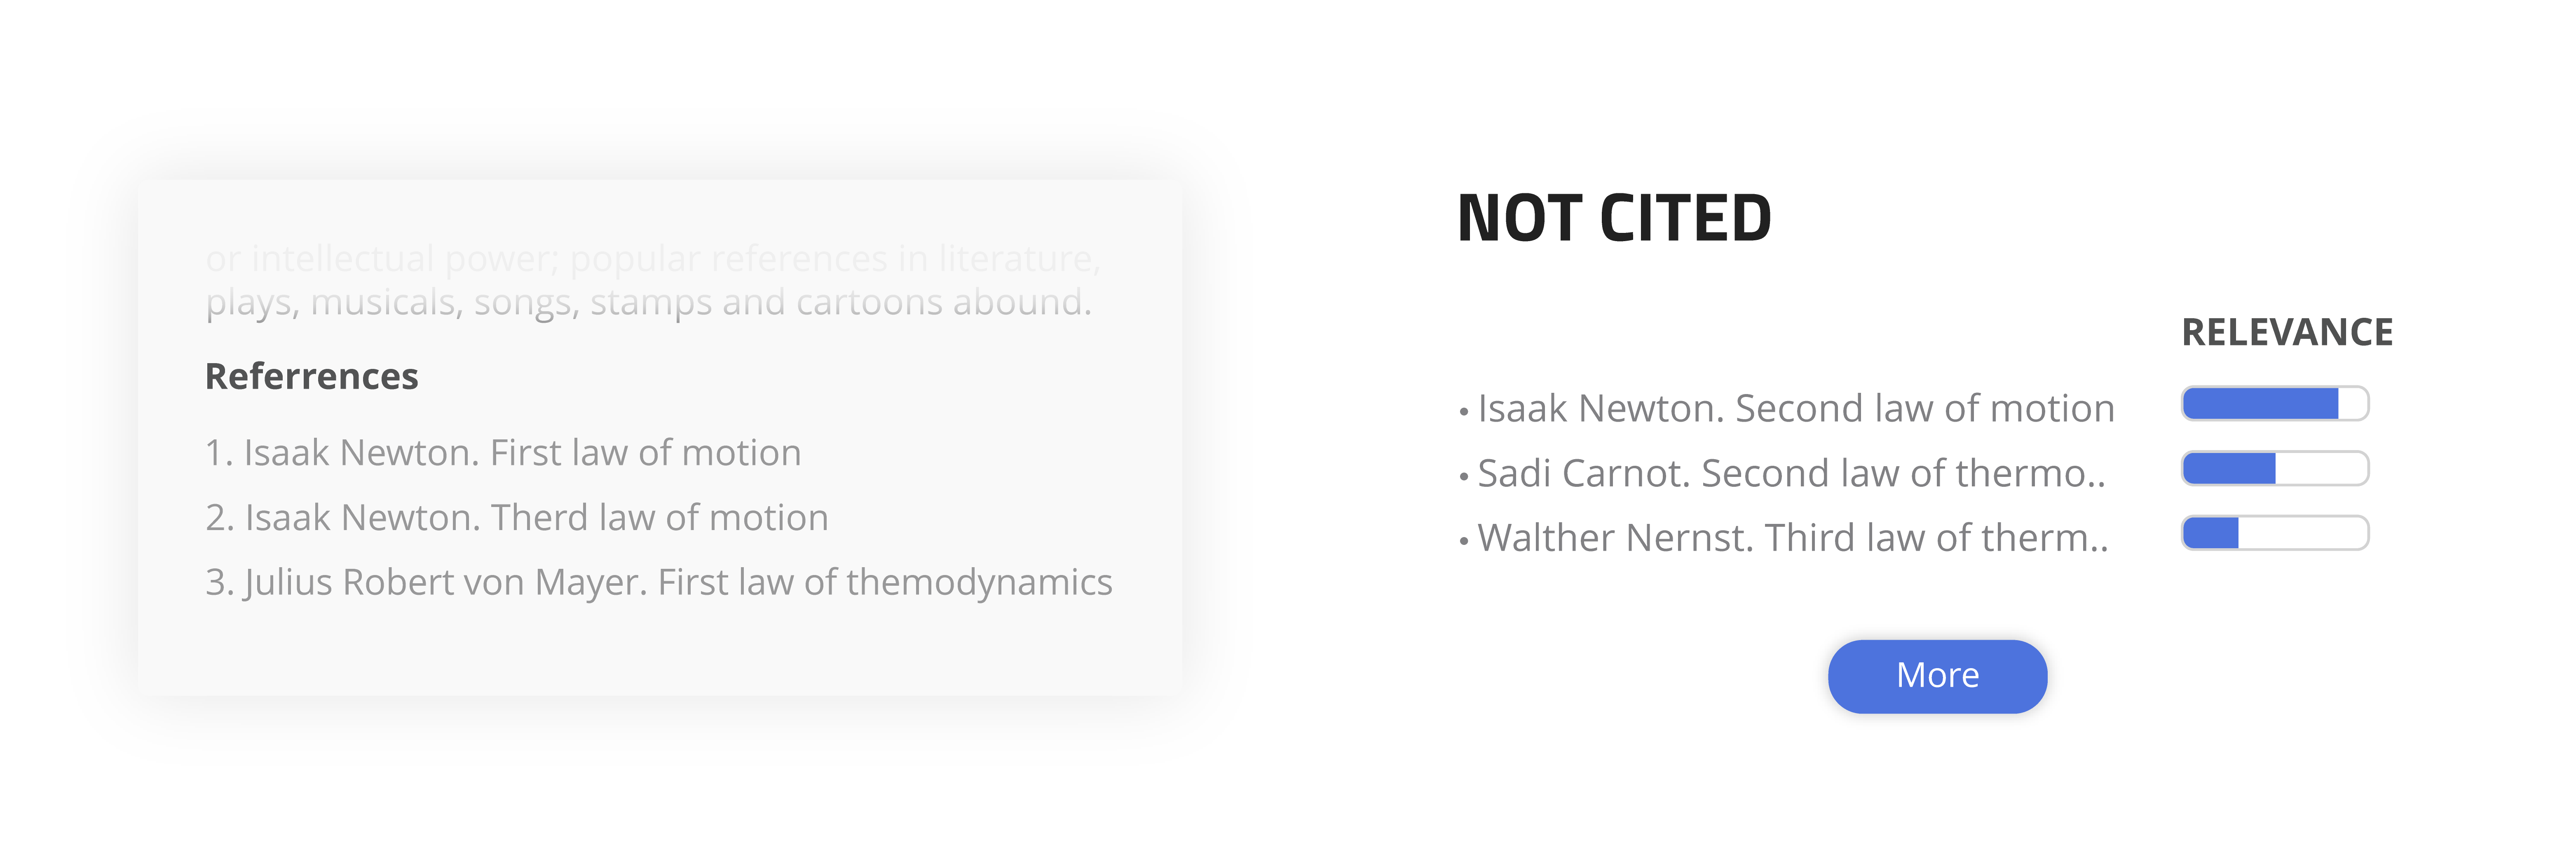 or intellectual power; popular references in literature,
plays, musicals, songs, stamps and cartoons abound.
Referrences
1. Isaak Newton. First law of motion
2. Isaak Newton. Therd law of motion
3. Julius Robert von Mayer. First law of themodynamics
NOT CITED
RELEVANCE
• Isaak Newton. Second law of motion
• Sadi Carnot. Second law of thermo..
• Walther Nernst. Third law of therm..
More